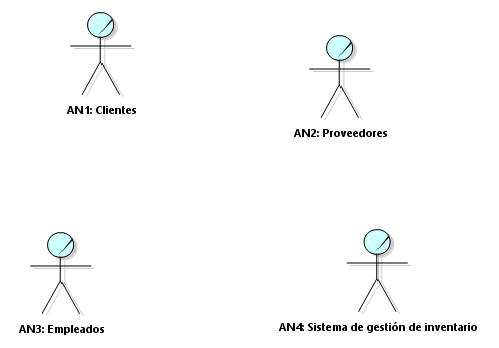 AN1: Clientes
AN2: Proveedores
AN3: Empleados
AN4: Sistema de gestión de inventario